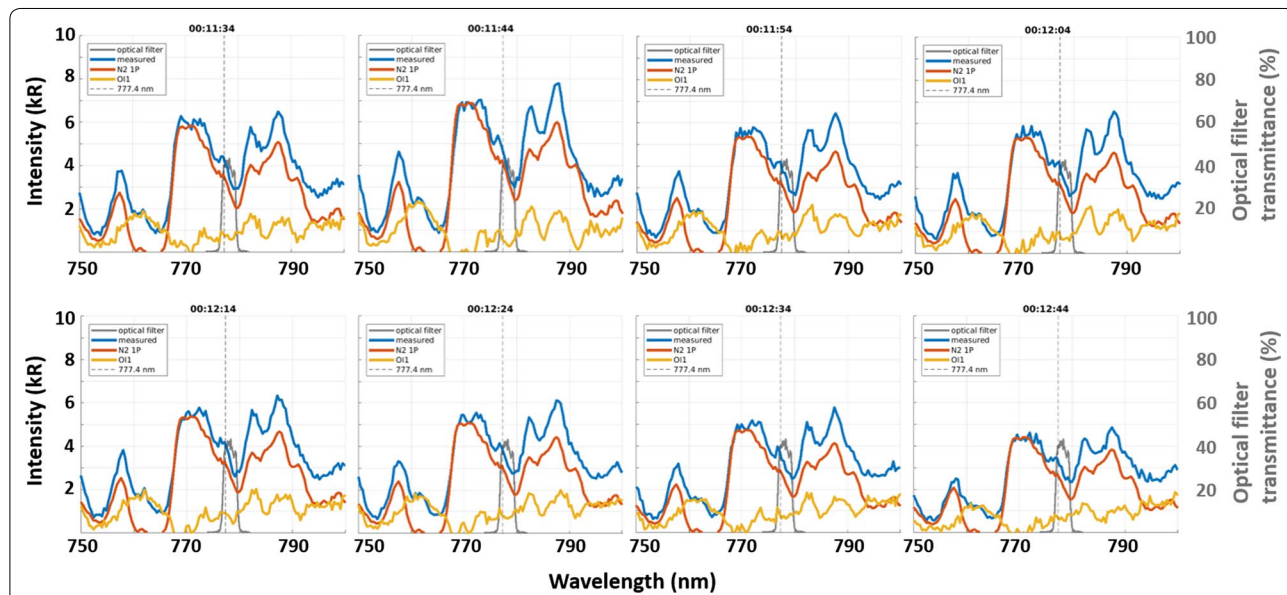 00:11:34 00:11:44 00:11:54 00:12:04
10
8
6
4
2
optical filter
measured
N2 1P
OI1
777.4 nm
optical filter
measured
N2 1P
OI1
777.4 nm
optical filter
measured
N2 1P
OI1
777.4 nm
optical filter
measured
N2 1P
OI1
777.4 nm
Intensity (kR)
100
80
60
40
20
Optical filter
transmittance (%)
750 770 790 750 770 790 750 770 790 750 770 790
00:12:14 00:12:24 00:12:34 00:12:44
10
8
6
4
2
optical filter
measured
N2 1P
OI1
777.4 nm
optical filter
measured
N2 1P
OI1
777.4 nm
optical filter
measured
N2 1P
OI1
777.4 nm
optical filter
measured
N2 1P
OI1
777.4 nm
Intensity (kR)
100
80
60
40
20
Optical filter
transmittance (%)
750 770 790 750 770 790 750 770 790 750 770 790
Wavelength (nm)